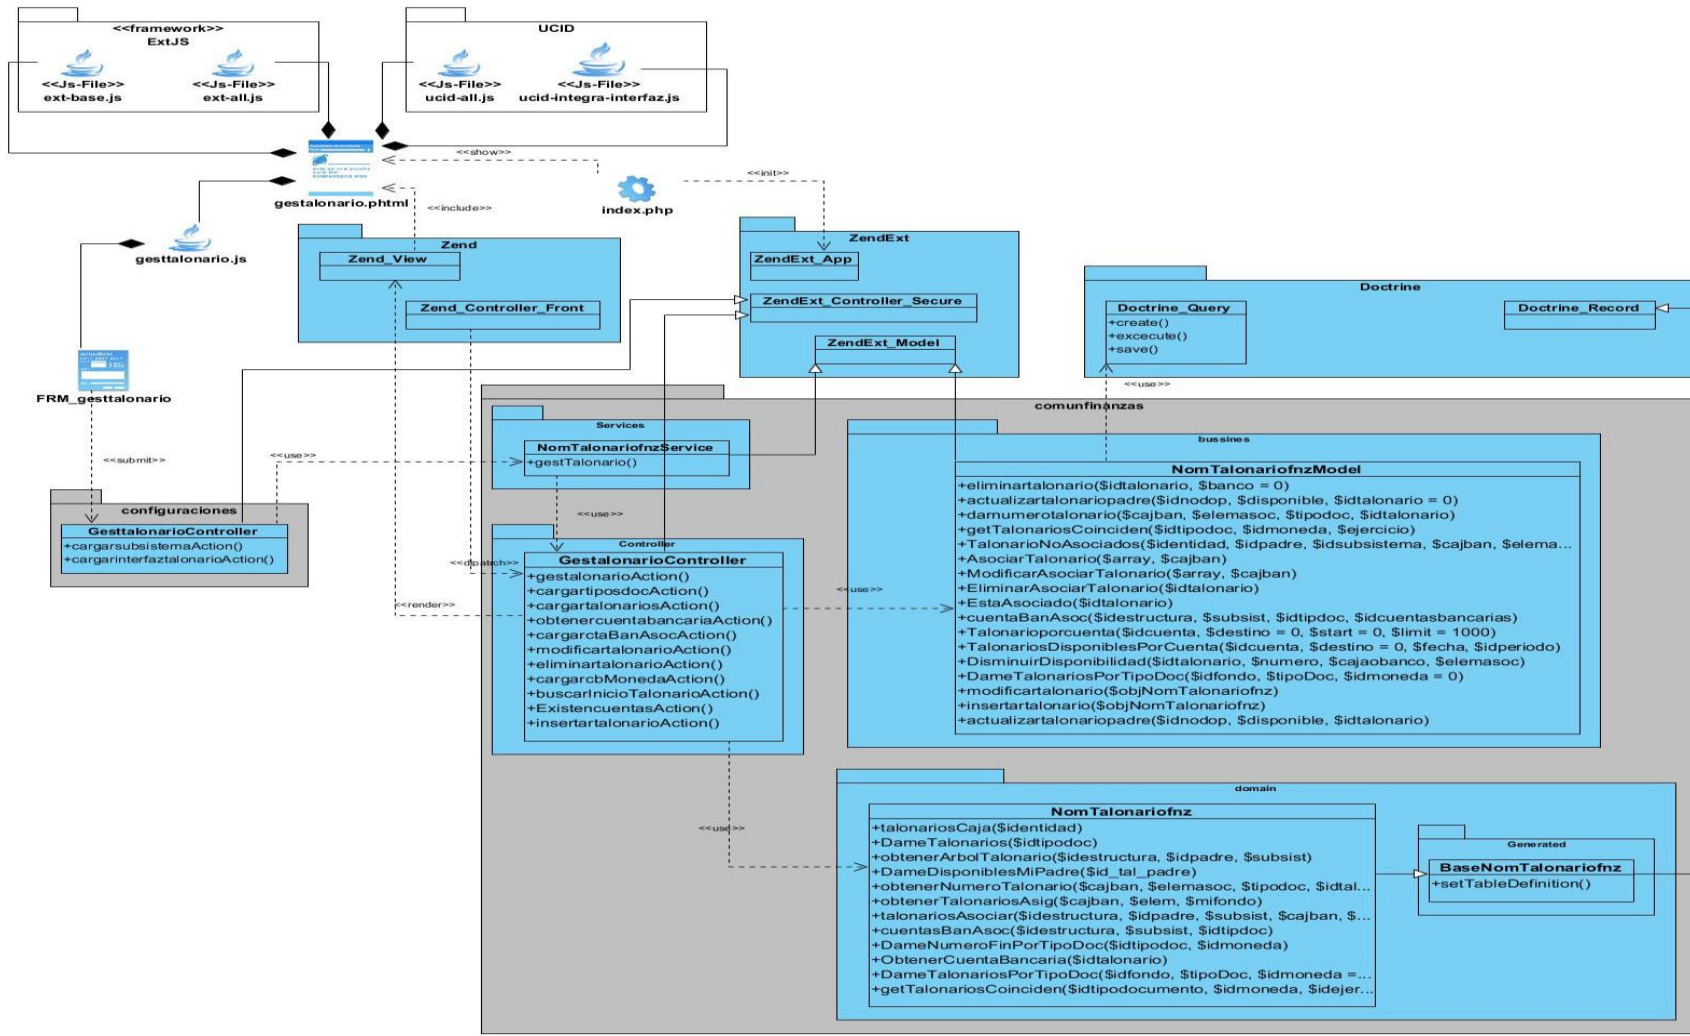 <<framework>>
ExtJS
<<Js-File>>
ext-base.js
<<Js-File>>
ext-all.js
UCID
<<Js-File>>
ucid-all.js
<<Js-File>>
ucid-integra-interfaz.js
<<show>>
<<init>>
gestalonario.phtml
<<include>>
index.php
gesttalonario.js
Zend
Zend_View
Zend_Controller_Front
ZendExt
ZendExt_App
ZendExt_Controller_Secure
ZendExt_Model
Doctrine
Doctrine_Query
+create()
+excecute()
+save()
Doctrine_Record
<<use>>
FRM_gesttalonario
<<submit>>
<<use>>
configuraciones
GesttalonarioController
+cargarsubsistemaAction()
+cargarinterfaztalonarioAction()
comunfinanzas
Services
NomTalonariofnzService
+gestTalonario()
<<use>>
Controller
GestalonarioController
+gestalonarioAction()
+cargartiposdocAction()
+cargartalonariosAction()
+obtenercuentabancariaAction()
+cargarctaBanAsocAction()
+modificartalonarioAction()
+eliminartalonarioAction()
+cargarcbMonedaAction()
+buscarInicioTalonarioAction()
+ExistencuentasAction()
+insertartalonarioAction()
<<dipatch>>
<<render>>
<<use>>
bussines
NomTalonariofnzModel
+eliminartalonario($idtalonario, $banco = 0)
+actualizartalonariopadre($idnodop, $disponible, $idtalonario = 0)
+darnumerotalonario($cajban, $elemasoc, $tipodoc, $idtalonario)
+getTalonariosCoinciden($idtipodoc, $idmoneda, $ejercicio)
+TalonarioNoAsociados($identidad, $idpadre, $idsubsistema, $cajban, $elema...
+AsociarTalonario($array, $cajban)
+ModificarAsociarTalonario($array, $cajban)
+EliminarAsociarTalonario($idtalonario)
+EstaAsociado($idtalonario)
+cuentaBanAsoc($idestructura, $subsist, $idtipdoc, $idcuentasbancarias)
+Talonarioporcuenta($idcuenta, $destino = 0, $start = 0, $limit = 1000)
+TalonariosDisponiblesPorCuenta($idcuenta, $destino = 0, $fecha, $idperiodo)
+DisminuirDisponibilidad($idtalonario, $numero, $cajaobanco, $elemasoc)
+DameTalonariosPorTipoDoc($idfondo, $tipoDoc, $idmoneda = 0)
+modificartalonario($objNomTalonariofnz)
+insertartalonario($objNomTalonariofnz)
+actualizartalonariopadre($idnodop, $disponible, $idtalonario)
<<use>>
domain
NomTalonariofnz
+talonariosCaja($identidad)
+DameTalonarios($idtipodoc)
+obtenerArbolTalonario($idestructura, $idpadre, $subsist)
+DameDisponiblesMiPadre($id_tal_padre)
+obtenerNumeroTalonario($cajban, $elemasoc, $tipodoc, $idtal...
+obtenerTalonariosAsig($cajban, $elem, $mifondo)
+talonariosAsociar($idestructura, $idpadre, $subsist, $cajban, $...
+cuentasBanAsoc($idestructura, $subsist, $idtipdoc)
+DameNumeroFinPorTipoDoc($idtipodoc, $idmoneda)
+ObtenerCuentaBancaria($idtalonario)
+DameTalonariosPorTipoDoc($idfondo, $tipoDoc, $idmoneda =...
+getTalonariosCoinciden($idtipodocumento, $idmoneda, $idejer...
Generated
BaseNomTalonariofnz
+setTableDefinition()